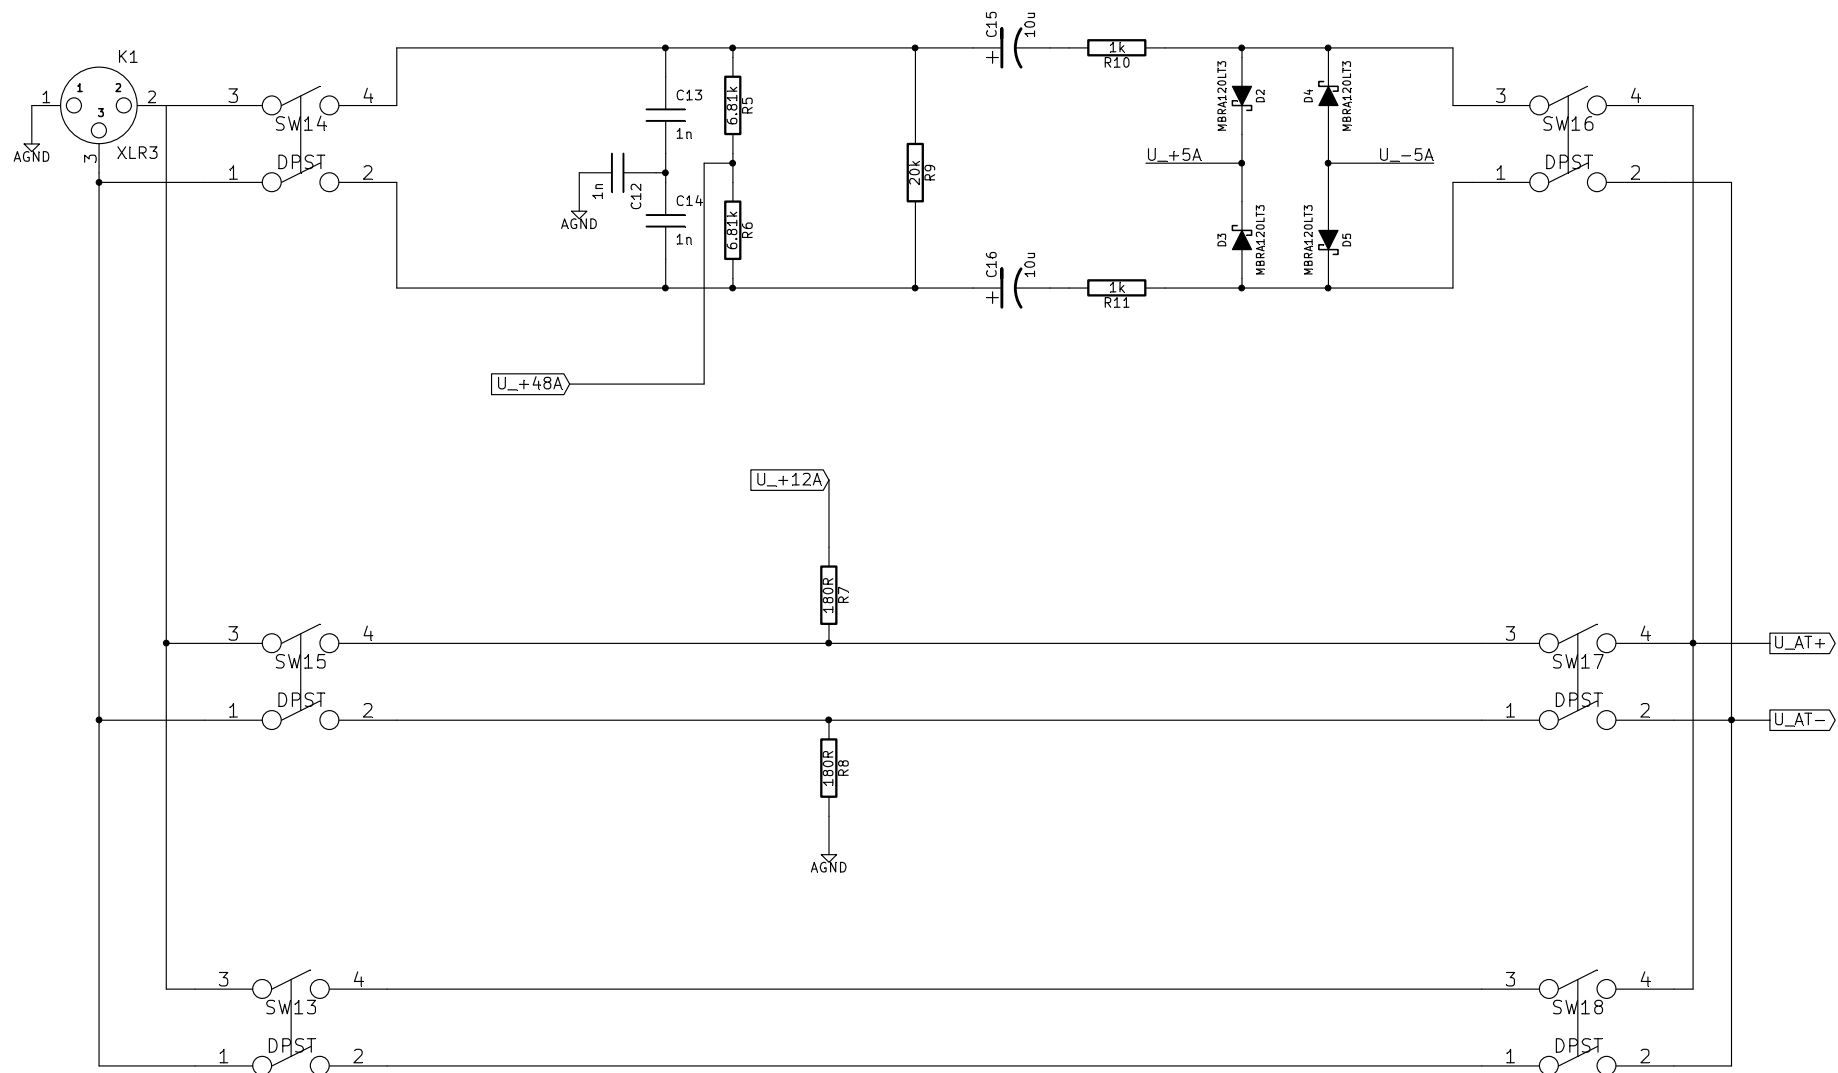 K1
1
1
2
2
3
XLR3
3
AGND
3
4
SW14
DPST
1
2
C13
1n
C12
1n
AGND
C14
1n
6.81k
R5
6.81k
R6
20k
R9
C15
10u
+
1k
R10
C16
10u
+
1k
R11
MBRA120LT3
D2
D4
MBRA120LT3
U_+5A
U_-5A
D3
MBRA120LT3
MBRA120LT3
D5
3
4
SW16
DPST
1
2
U_+48A
U_+12A
180R
R7
3
4
SW15
DPST
1
2
3
4
SW17
DPST
1
2
U_AT+
U_AT-
180R
R8
AGND
3
4
SW13
DPST
1
2
3
4
SW18
DPST
1
2